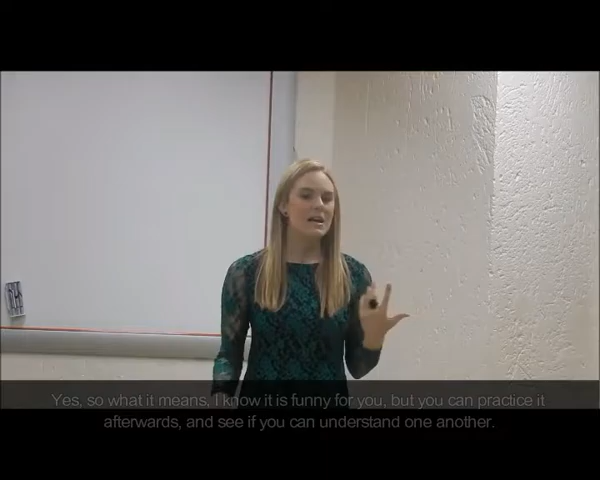 Yes, so what it means, I know it is funny for you, but you can practice it
afterwards, and see if you can understand one another.